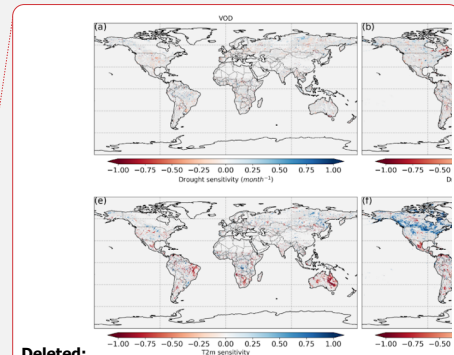 VOD
(a)
(b)
−1.00 −0.75 −0.50 −0.25 0.00 0.25 0.50 0.75 1.00
−1.00 −0.75 −0.50
Drought sensitivity (month⁻¹)
D
(e)
(f)
−1.00 −0.75 −0.50 −0.25 0.00 0.25 0.50 0.75 1.00
−1.00 −0.75 −0.50
T2m sensitivity
Deleted: